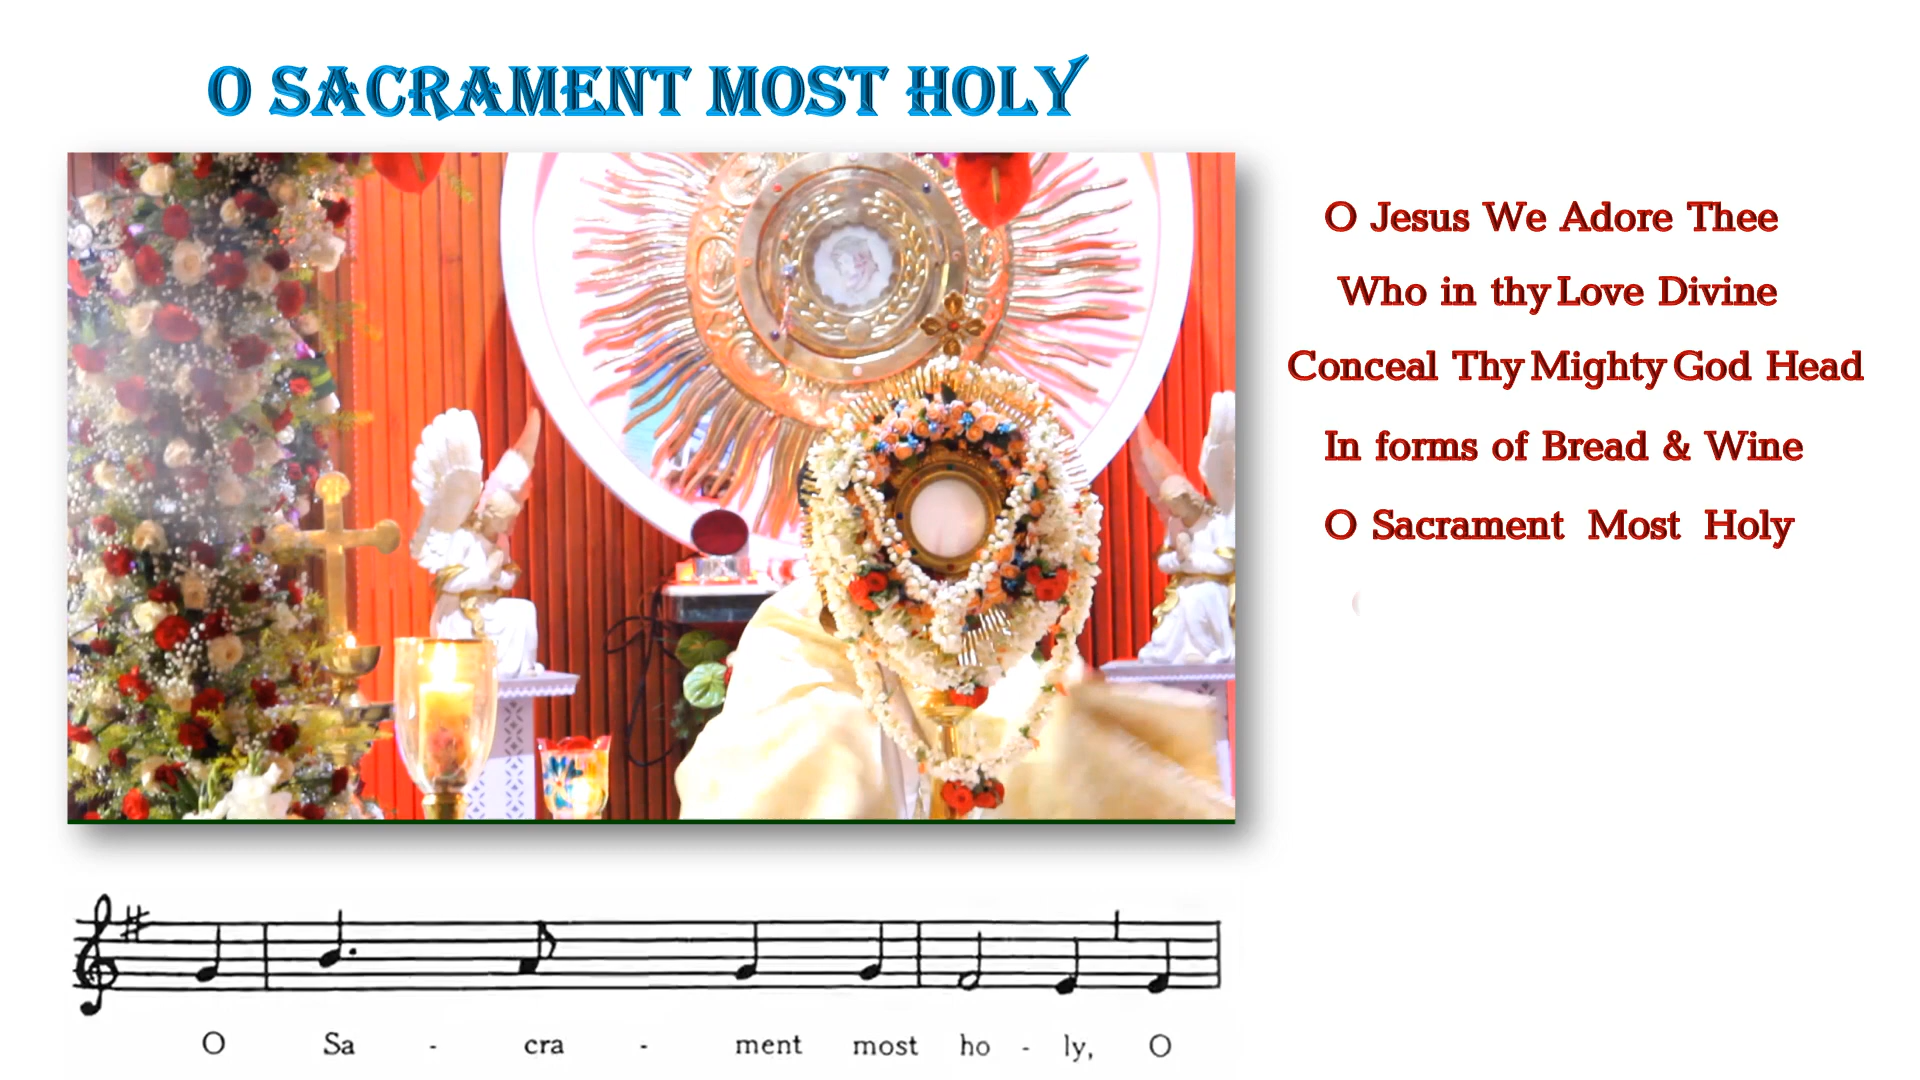 O SACRAMENT MOST HOLY
O Jesus We Adore Thee
Who in thy Love Divine
Conceal Thy Mighty God Head
In forms of Bread & Wine
O Sacrament Most Holy
O Sa - cra - ment most ho - ly, O